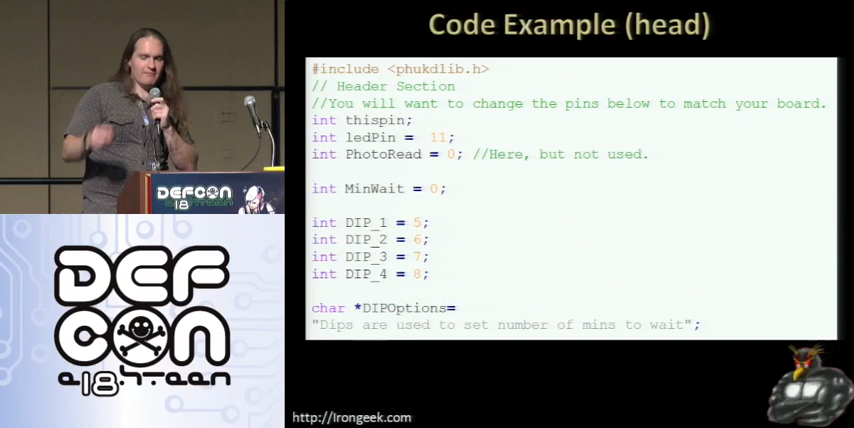 Code Example (head)
#include <phukdlib.h>
// Header Section
//You will want to change the pins below to match your board.
int thispin;
int ledPin = 11;
int PhotoRead = 0; //Here, but not used.
int MinWait = 0;
int DIP_1 = 5;
int DIP_2 = 6;
int DIP_3 = 7;
int DIP_4 = 8;
char *DIPOptions=
"Dips are used to set number of mins to wait";
http://Irongeek.com
DEFCON
18
DEF
CON
e18hteen